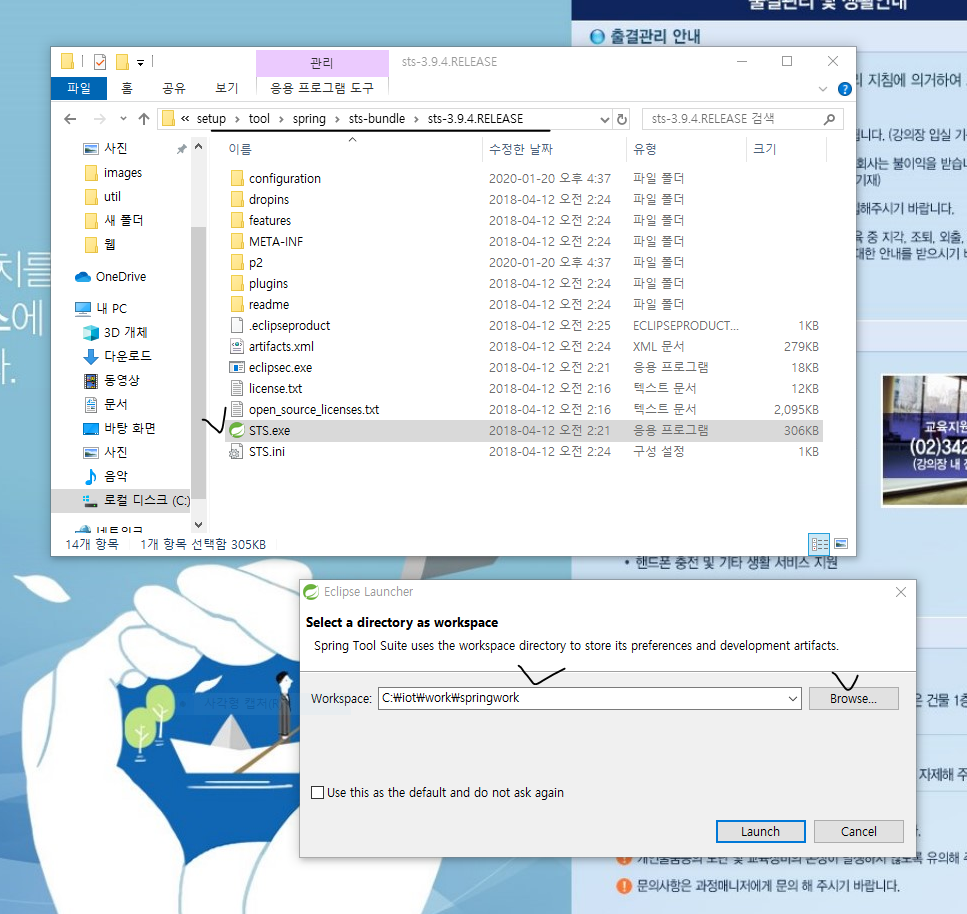 출결관리 및 생활안내
출결관리 안내
관리
sts-3.9.4.RELEASE
파일 홈 공유 보기 응용 프로그램 도구
리 지침에 의거하여
« setup › tool › spring › sts-bundle › sts-3.9.4.RELEASE
sts-3.9.4.RELEASE 검색
니다. (강의장 입실 가
회사는 불이익을 받습니
기재)
해주시기 바랍니다.
육 중 지각, 조퇴, 외출,
대한 안내를 받으시기 바
치를
스에
다.
사진
images
util
새 폴더
웹
OneDrive
내 PC
3D 개체
다운로드
동영상
문서
바탕 화면
사진
음악
로컬 디스크 (C:)
네트워크
이름 수정한 날짜 유형 크기
configuration 2020-01-20 오후 4:37 파일 폴더
dropins 2018-04-12 오전 2:24 파일 폴더
features 2018-04-12 오전 2:24 파일 폴더
META-INF 2018-04-12 오전 2:24 파일 폴더
p2 2020-01-20 오후 4:37 파일 폴더
plugins 2018-04-12 오전 2:24 파일 폴더
readme 2018-04-12 오전 2:24 파일 폴더
.eclipseproduct 2018-04-12 오전 2:25 ECLIPSEPRODUCT... 1KB
artifacts.xml 2018-04-12 오전 2:24 XML 문서 279KB
eclipsec.exe 2018-04-12 오전 2:24 응용 프로그램 18KB
license.txt 2018-04-12 오전 2:16 텍스트 문서 12KB
open_source_licenses.txt 2018-04-12 오전 2:16 텍스트 문서 2,095KB
STS.exe 2018-04-12 오전 2:21 응용 프로그램 306KB
STS.ini 2018-04-12 오전 2:24 구성 설정 1KB
14개 항목 1개 항목 선택함 305KB
교육지원
(02)342
(강의장 내 전
• 핸드폰 충전 및 기타 생활 서비스 지원
Eclipse Launcher
Select a directory as workspace
Spring Tool Suite uses the workspace directory to store its preferences and development artifacts.
Workspace: C:₩iot₩work₩springwork Browse...
Use this as the default and do not ask again
Launch Cancel
은 건물 1층
자제해 주
유의해 주
문의사항은 과정매니저에게 문의 해 주시기 바랍니다.